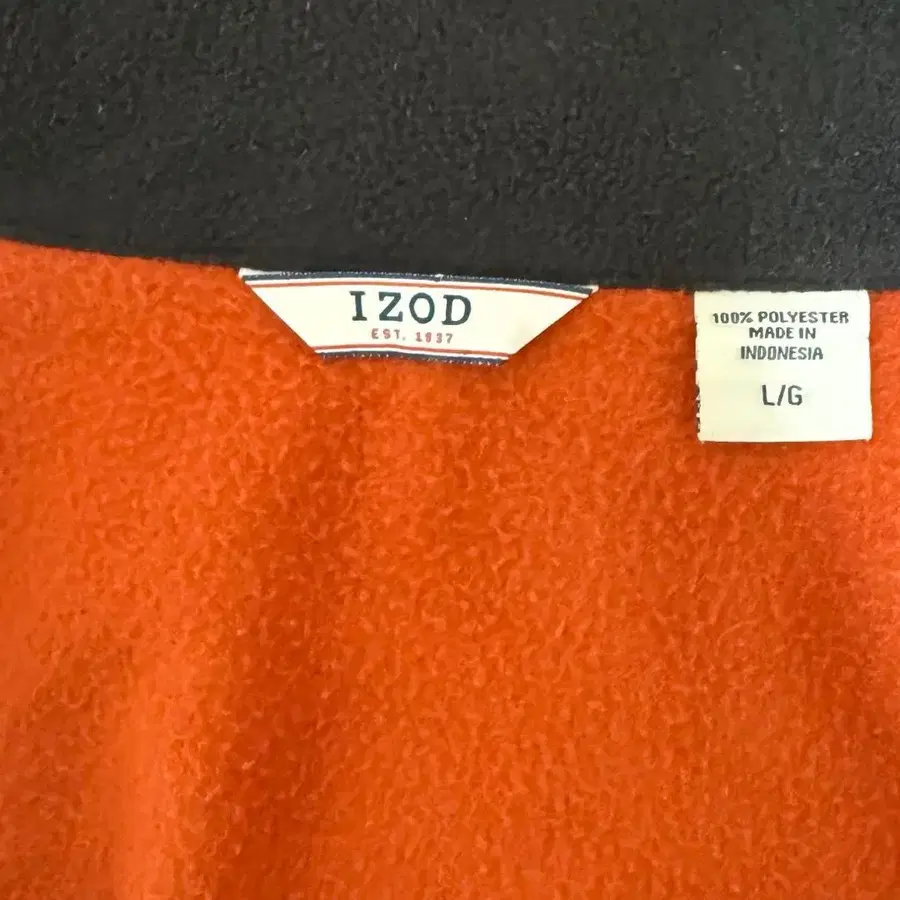 IZOD
EST. 1937
100% POLYESTER
MADE IN
INDONESIA
L/G